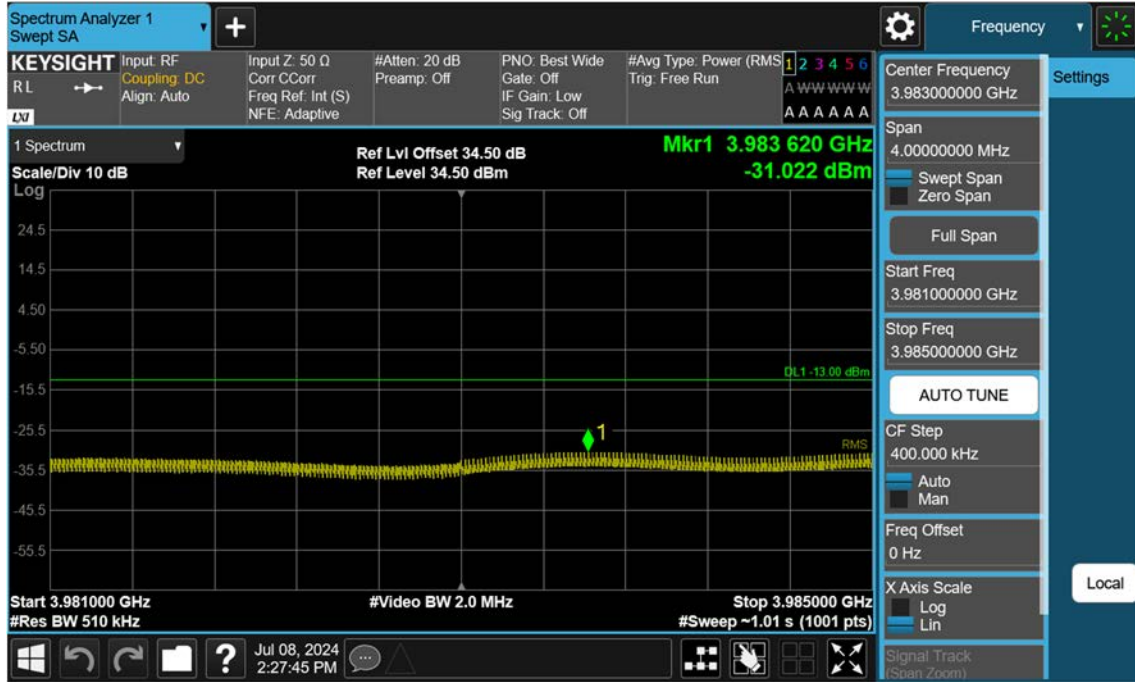 Spectrum Analyzer 1
Swept SA
+
Frequency
KEYSIGHT
RL
LXI
Input: RF
Coupling: DC
Align: Auto
Input Z: 50 Ω
Corr CCorr
Freq Ref: Int (S)
NFE: Adaptive
#Atten: 20 dB
Preamp: Off
PNO: Best Wide
Gate: Off
IF Gain: Low
Sig Track: Off
#Avg Type: Power (RMS
Trig: Free Run
1 2 3 4 5 6
A W W W W W
A A A A A A
1 Spectrum
Scale/Div 10 dB
Log
Ref Lvl Offset 34.50 dB
Ref Level 34.50 dBm
Mkr1 3.983 620 GHz
-31.022 dBm
24.5
14.5
4.50
-5.50
DL1 -13.00 dBm
-15.5
-25.5
1
RMS
-35.5
-45.5
-55.5
Start 3.981000 GHz
#Res BW 510 kHz
#Video BW 2.0 MHz
Stop 3.985000 GHz
#Sweep ~1.01 s (1001 pts)
?
Jul 08, 2024
2:27:45 PM
Center Frequency
3.983000000 GHz
Span
4.00000000 MHz
Swept Span
Zero Span
Full Span
Start Freq
3.981000000 GHz
Stop Freq
3.985000000 GHz
AUTO TUNE
CF Step
400.000 kHz
Auto
Man
Freq Offset
0 Hz
X Axis Scale
Log
Lin
Signal Track
(Span Zoom)
Settings
Local